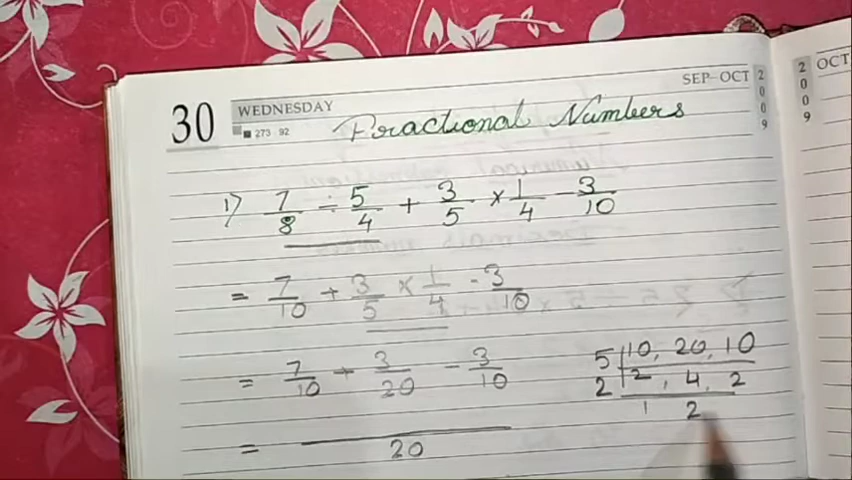 SEP-OCT 2009
30 WEDNESDAY
273 92
Fractional Numbers
1) 7/8 ÷ 5/4 + 3/5 × 1/4 - 3/10
= 7/10 + 3/5 × 1/4 - 3/10
= 7/10 + 3/20 - 3/10
= /20
5 | 10, 20, 10
2 | 2, 4, 2
1 2
OCT
2009